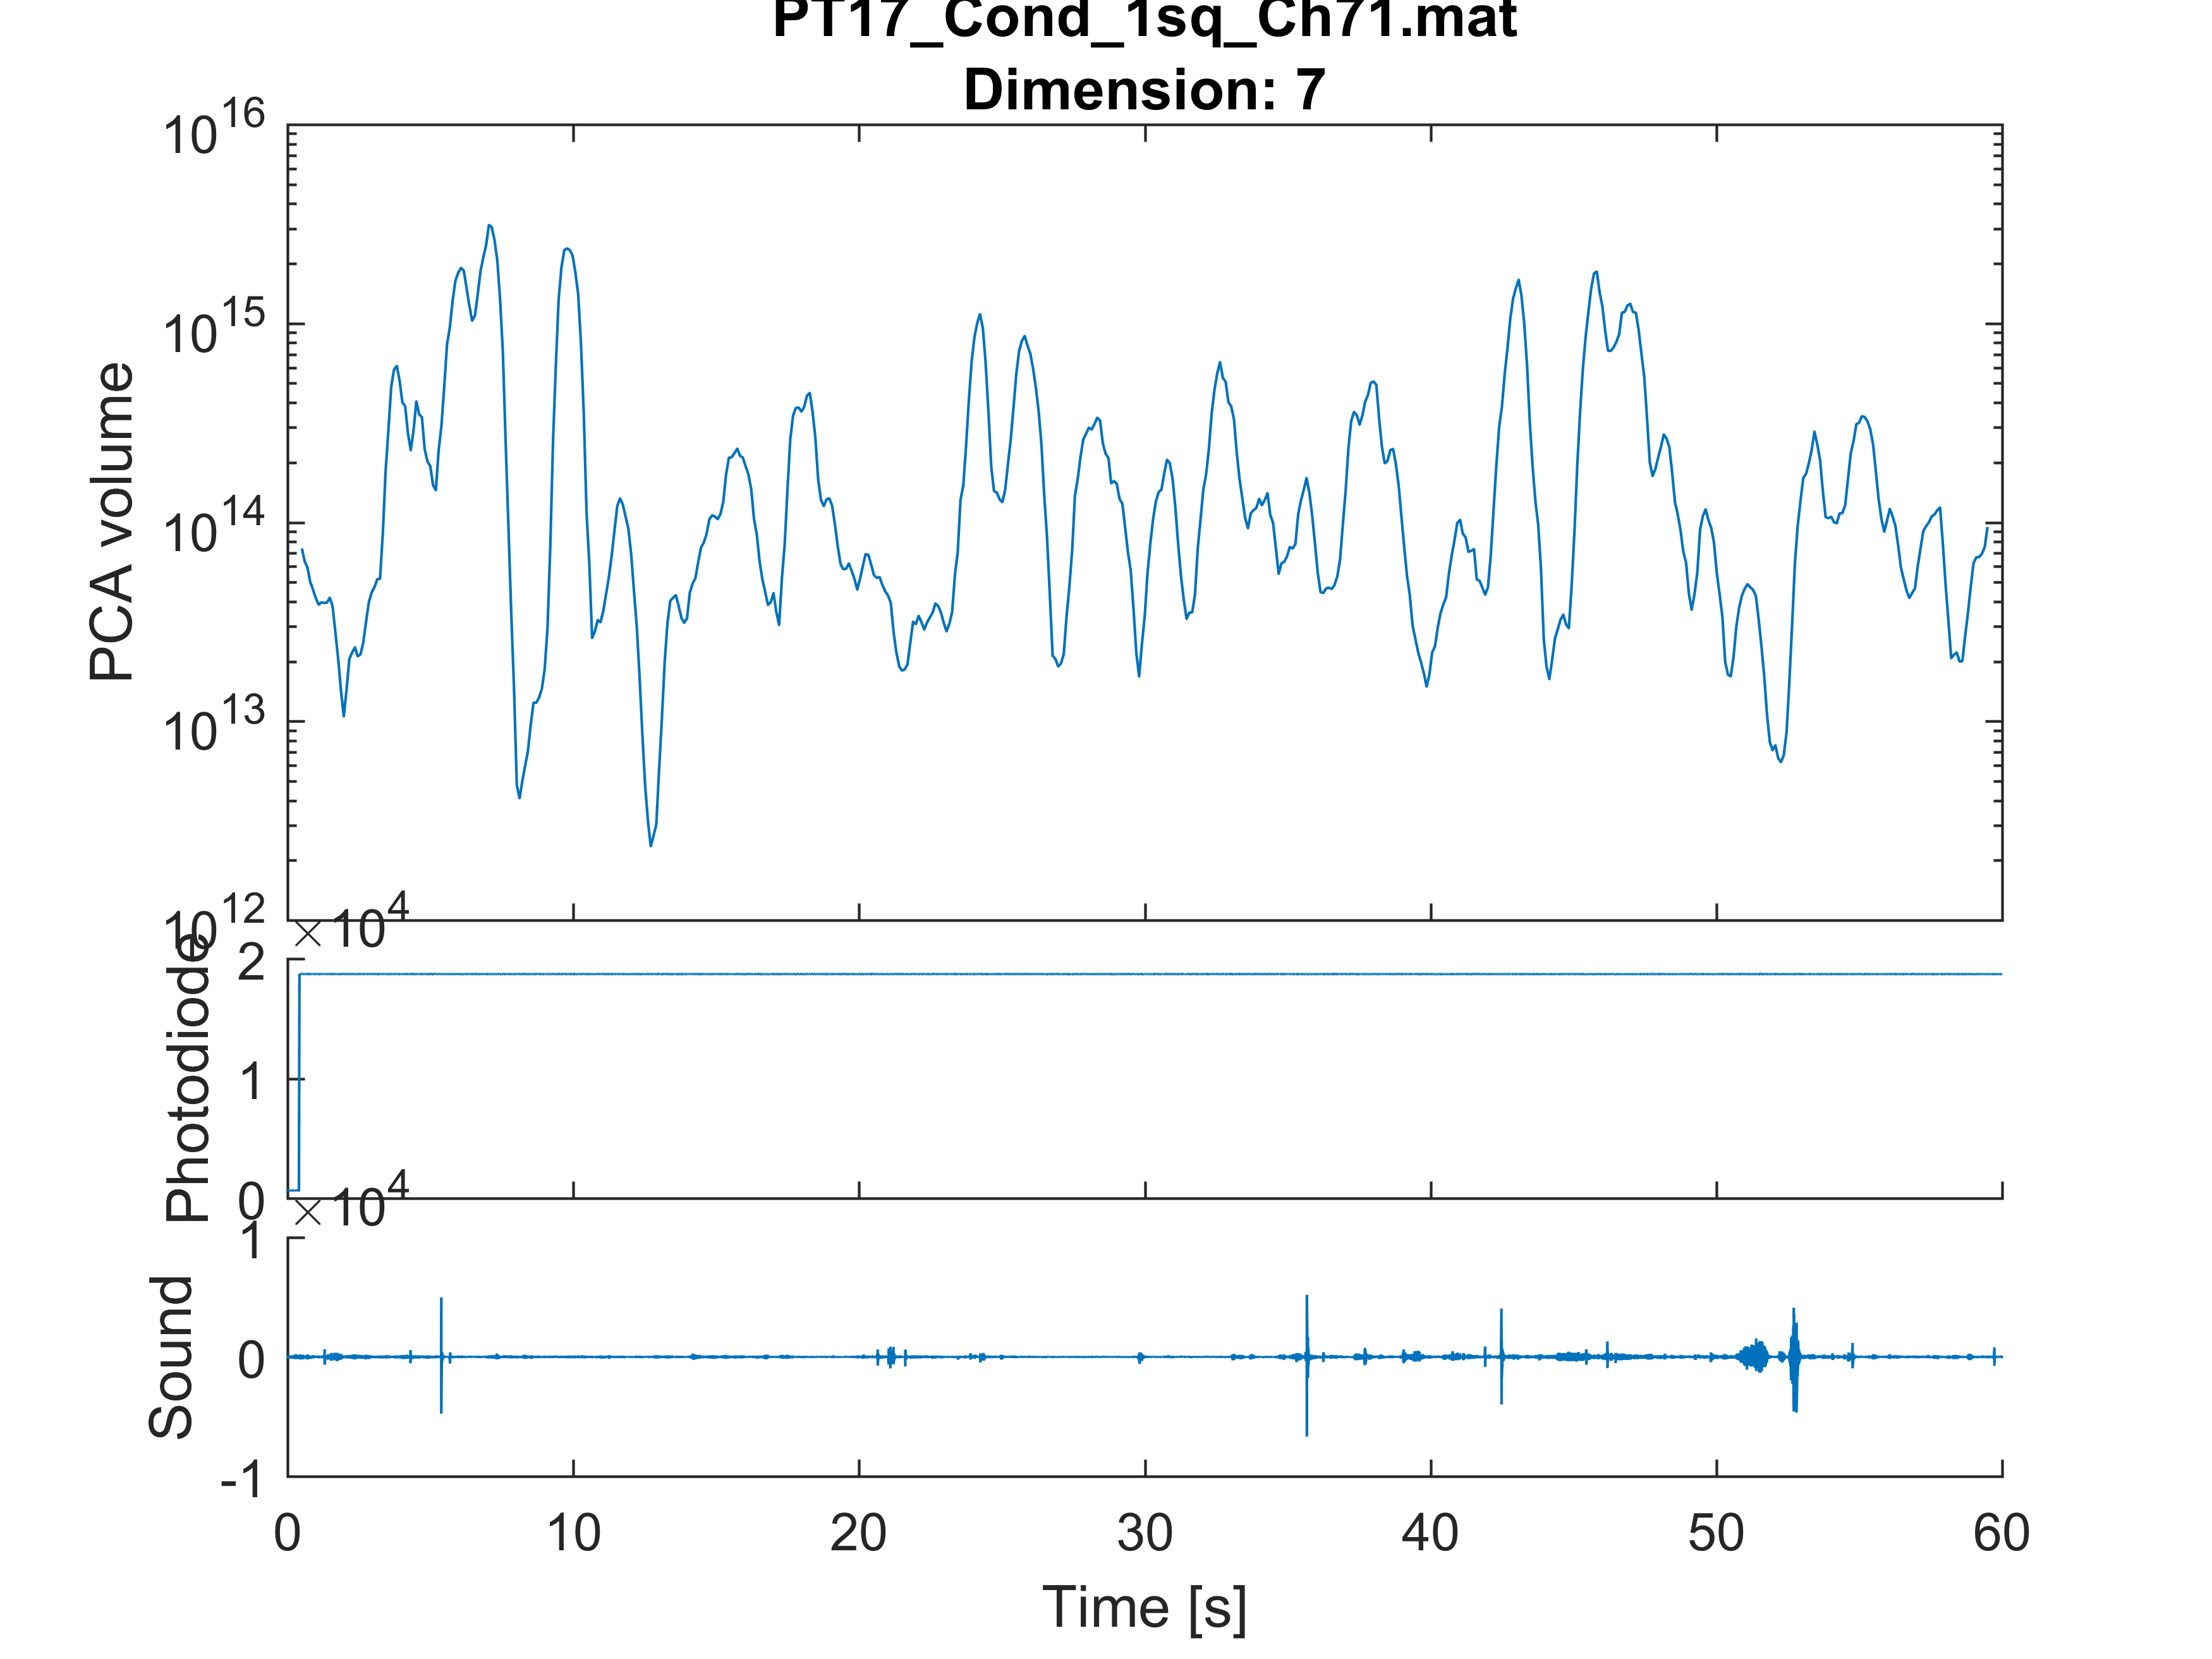 PT17_Cond_1sq_Ch71.mat
Dimension: 7
10^16
10^15
10^14
10^13
10^12
PCA volume
× 10^4
2
1
0
Photodiode
× 10^4
1
0
-1
Sound
0 10 20 30 40 50 60
Time [s]